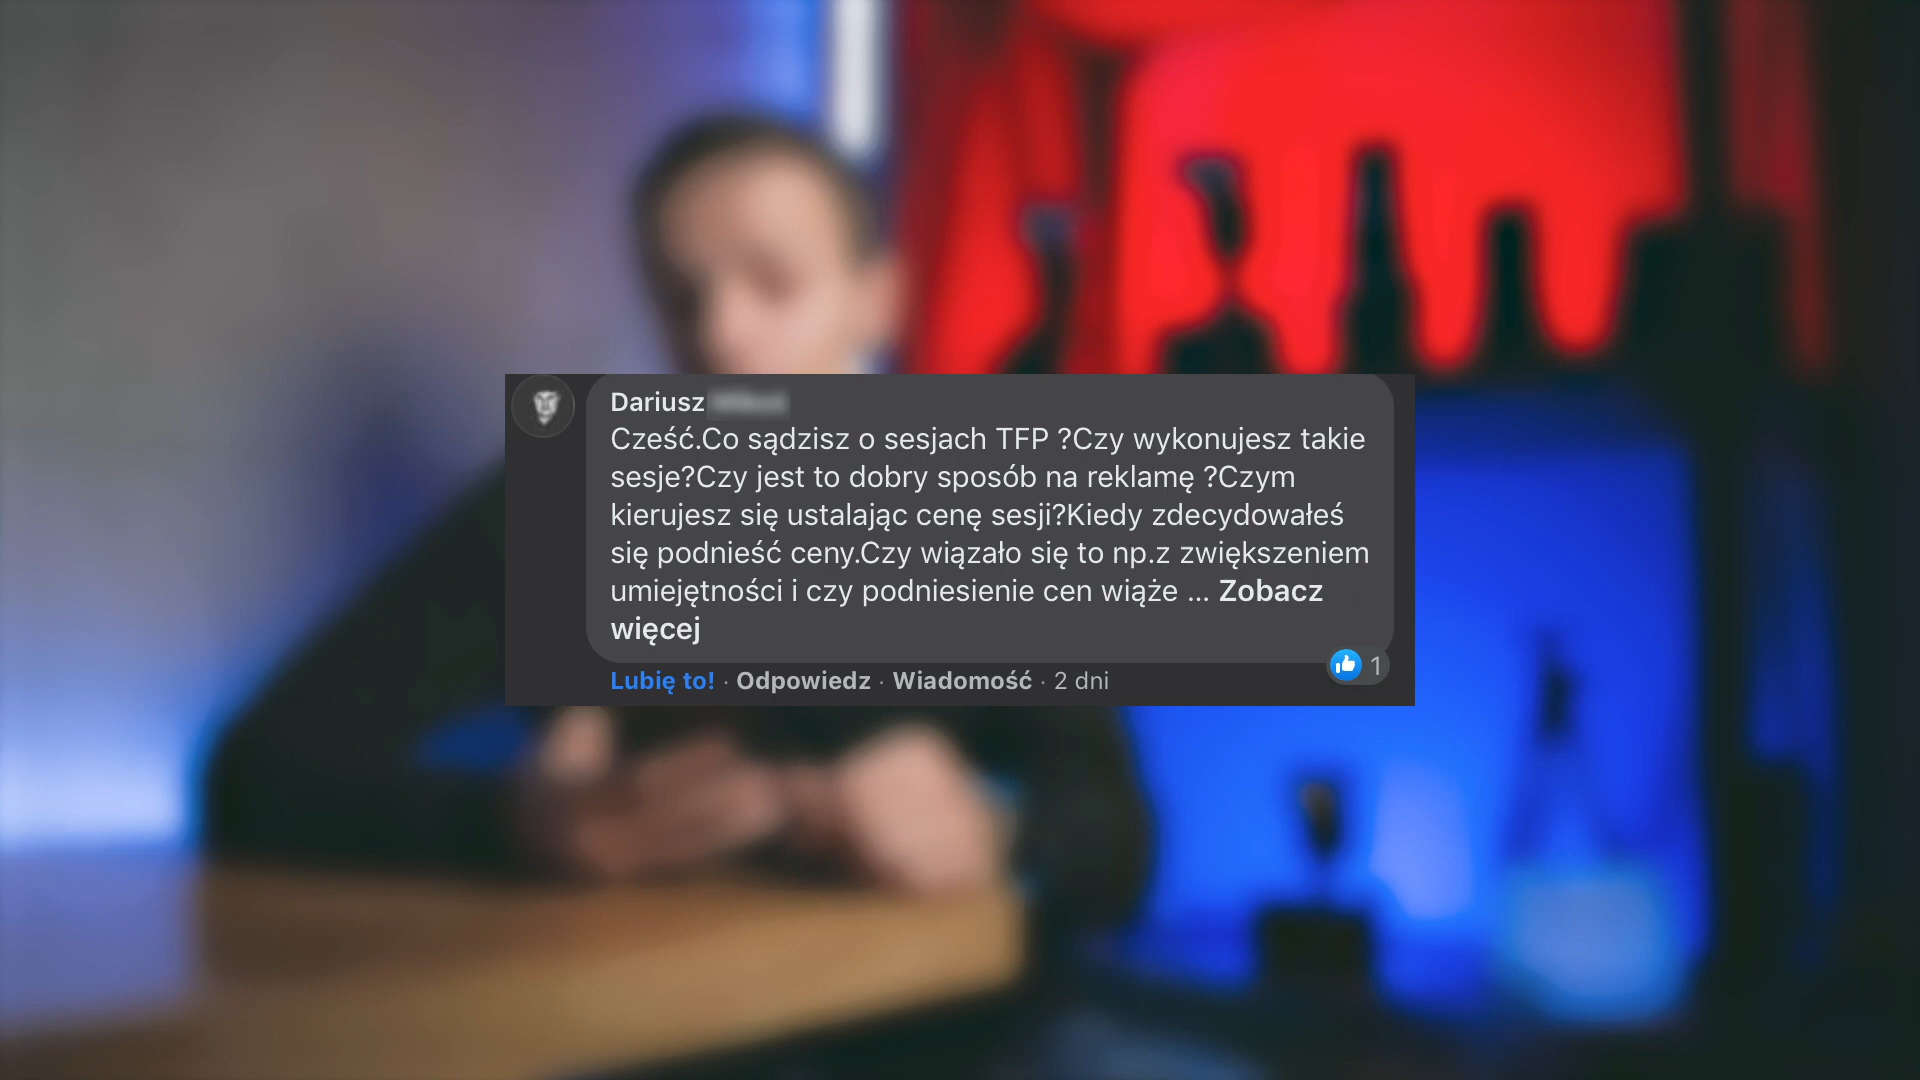 Dariusz
Cześć.Co sądzisz o sesjach TFP ?Czy wykonujesz takie
sesje?Czy jest to dobry sposób na reklamę ?Czym
kierujesz się ustalając cenę sesji?Kiedy zdecydowałeś
się podnieść ceny.Czy wiązało się to np.z zwiększeniem
umiejętności i czy podniesienie cen wiąże ... Zobacz
więcej
1
Lubię to! · Odpowiedz · Wiadomość · 2 dni